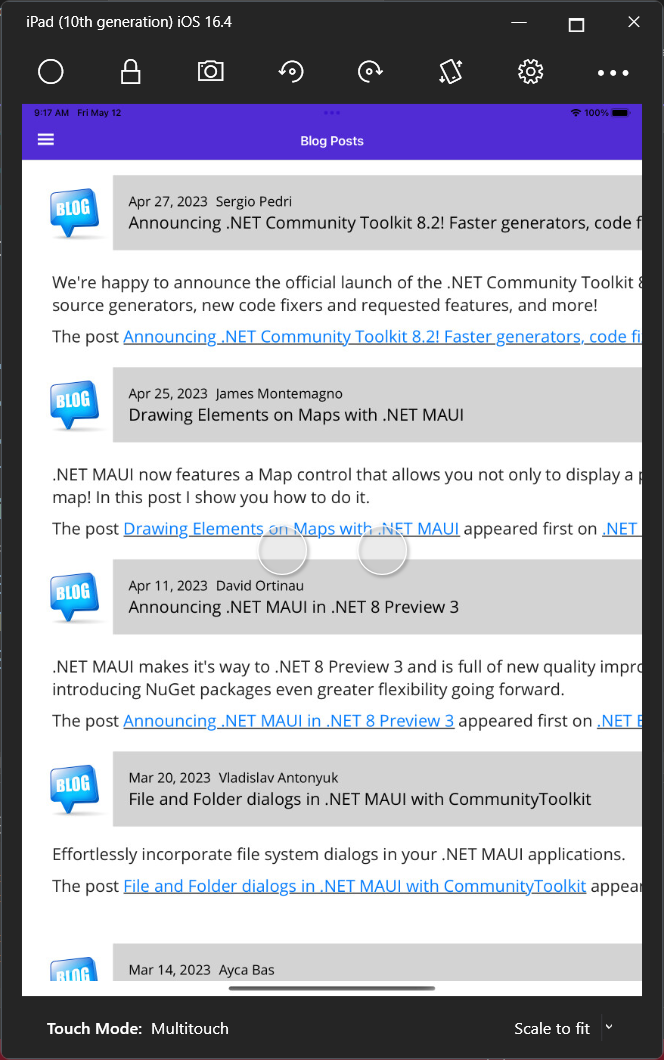 iPad (10th generation) iOS 16.4
9:17 AM Fri May 12
100%
Blog Posts
BLOG
Apr 27, 2023 Sergio Pedri
Announcing .NET Community Toolkit 8.2! Faster generators, code f
We're happy to announce the official launch of the .NET Community Toolkit 8
source generators, new code fixers and requested features, and more!
The post Announcing .NET Community Toolkit 8.2! Faster generators, code fi
BLOG
Apr 25, 2023 James Montemagno
Drawing Elements on Maps with .NET MAUI
.NET MAUI now features a Map control that allows you not only to display a p
map! In this post I show you how to do it.
The post Drawing Elements on Maps with .NET MAUI appeared first on .NET
BLOG
Apr 11, 2023 David Ortinau
Announcing .NET MAUI in .NET 8 Preview 3
.NET MAUI makes it's way to .NET 8 Preview 3 and is full of new quality impro
introducing NuGet packages even greater flexibility going forward.
The post Announcing .NET MAUI in .NET 8 Preview 3 appeared first on .NET B
BLOG
Mar 20, 2023 Vladislav Antonyuk
File and Folder dialogs in .NET MAUI with CommunityToolkit
Effortlessly incorporate file system dialogs in your .NET MAUI applications.
The post File and Folder dialogs in .NET MAUI with CommunityToolkit appear
BLOG
Mar 14, 2023 Ayca Bas
Touch Mode: Multitouch
Scale to fit